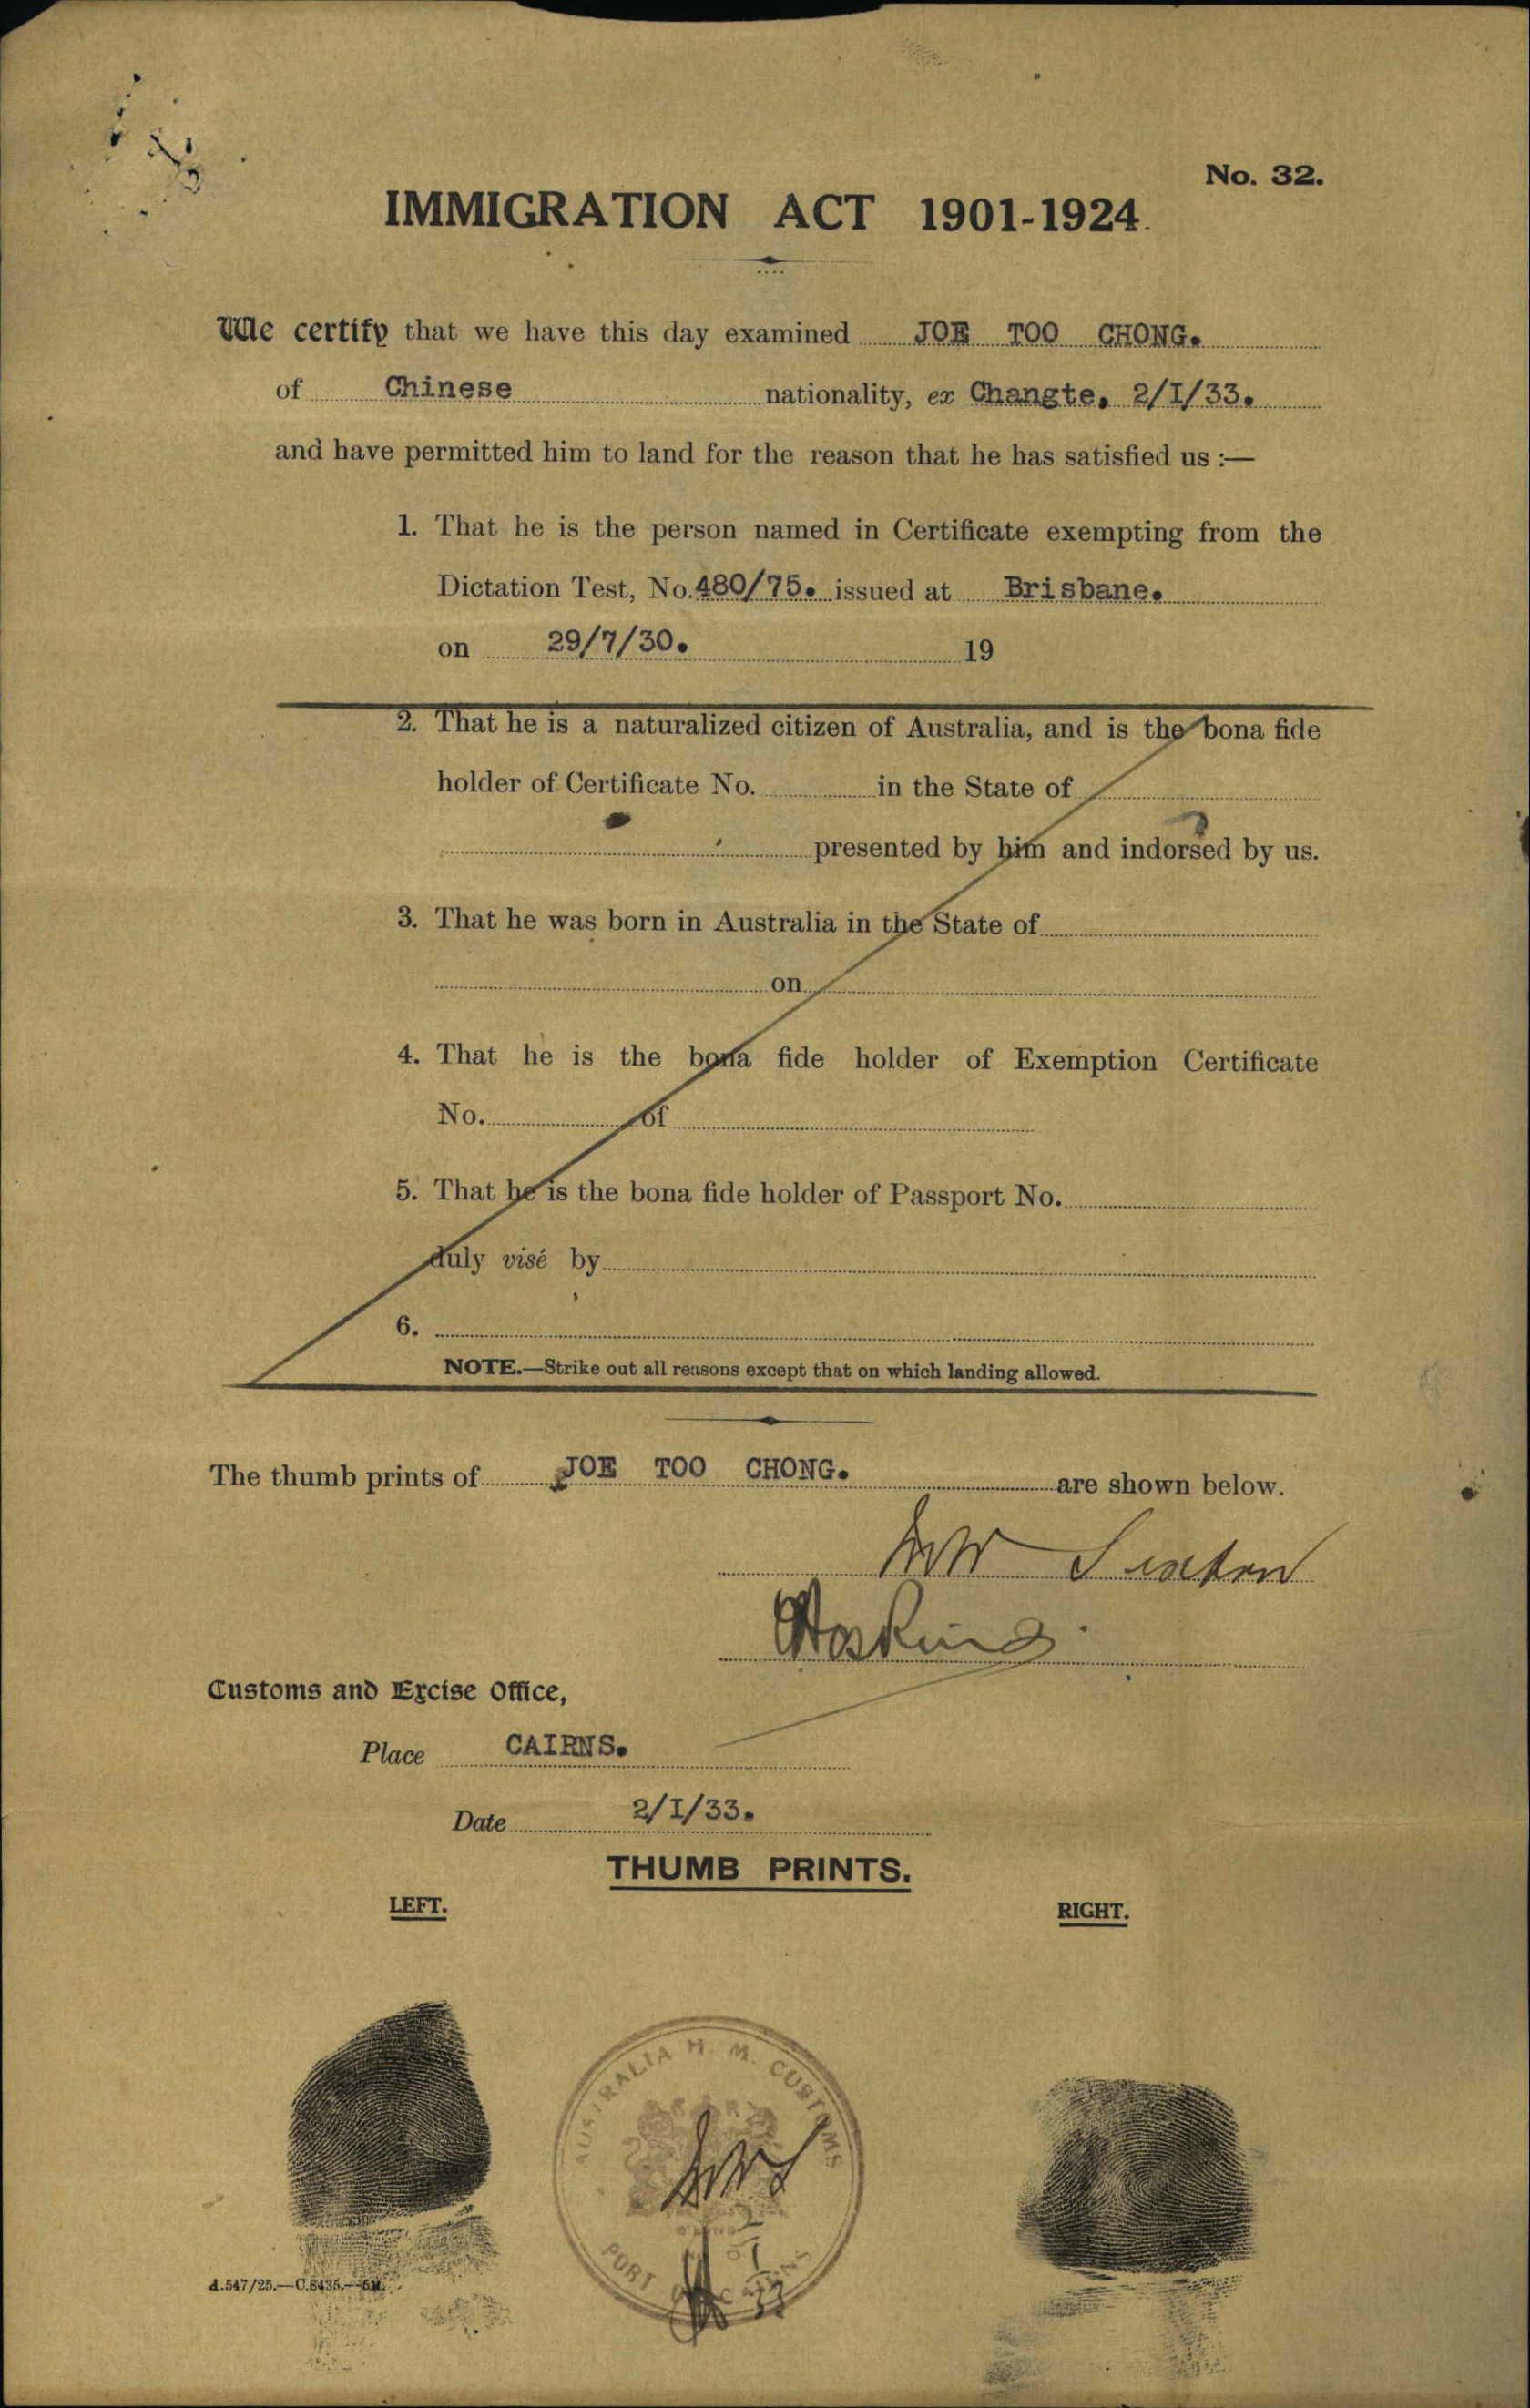 No. 32.
IMMIGRATION ACT 1901-1924.
We certify that we have this day examined JOE TOO CHONG.
of Chinese nationality, ex Changte, 2/I/33.
and have permitted him to land for the reason that he has satisfied us :—
1. That he is the person named in Certificate exempting from the
Dictation Test, No. 480/75. issued at Brisbane.
on 29/7/30. 19
2. That he is a naturalized citizen of Australia, and is the bona fide
holder of Certificate No. in the State of
presented by him and indorsed by us.
3. That he was born in Australia in the State of
on
4. That he is the bona fide holder of Exemption Certificate
No. of
5. That he is the bona fide holder of Passport No.
duly visé by
6.
NOTE.—Strike out all reasons except that on which landing allowed.
The thumb prints of JOE TOO CHONG. are shown below.
Hoskins
Customs and Excise Office,
Place CAIRNS.
Date 2/I/33.
THUMB PRINTS.
LEFT. RIGHT.
AUSTRALIA H. M. CUSTOMS
PORT OF CAIRNS
A.547/25.—C.8435.—5M.